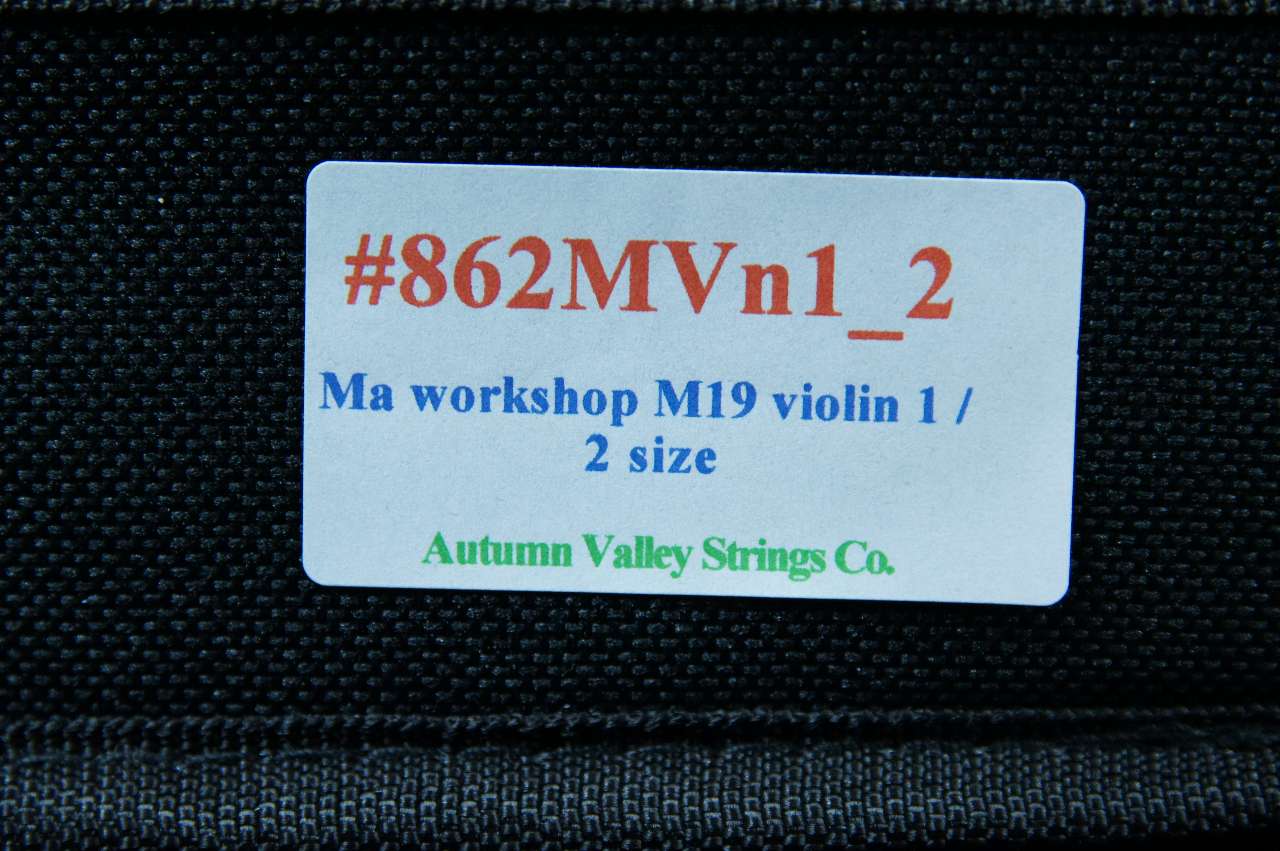 #862MVn1_2
Ma workshop M19 violin 1 /
2 size
Autumn Valley Strings Co.